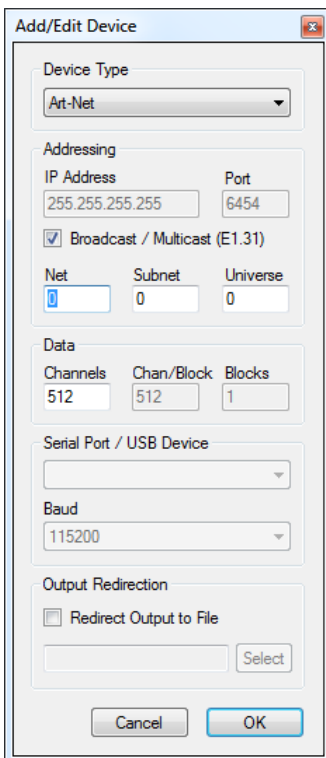 Add/Edit Device
Device Type
Art-Net
Addressing
IP Address Port
255.255.255.255 6454
Broadcast / Multicast (E1.31)
Net Subnet Universe
0 0 0
Data
Channels Chan/Block Blocks
512 512 1
Serial Port / USB Device
Baud
115200
Output Redirection
Redirect Output to File
Select
Cancel OK